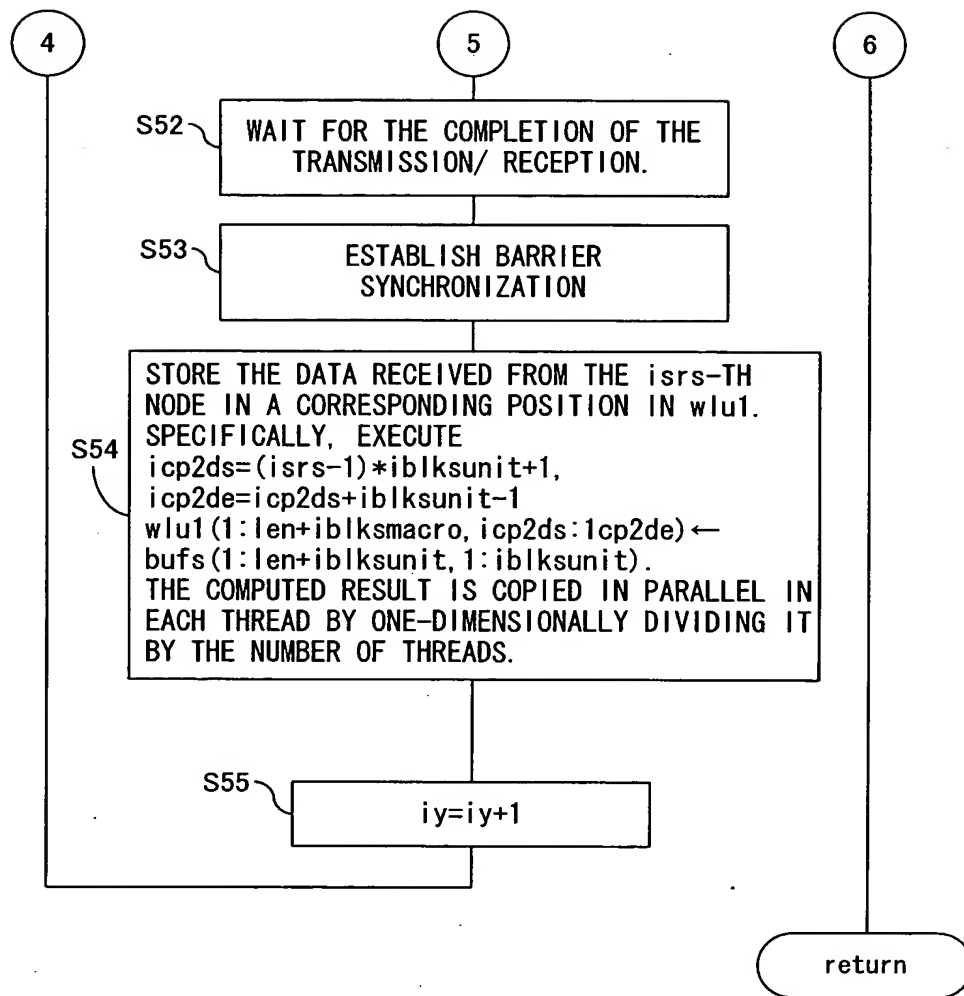 4
5
6
S52
WAIT FOR THE COMPLETION OF THE
TRANSMISSION/ RECEPTION.
S53
ESTABLISH BARRIER
SYNCHRONIZATION
S54
STORE THE DATA RECEIVED FROM THE isrs-TH
NODE IN A CORRESPONDING POSITION IN wlu1.
SPECIFICALLY, EXECUTE
icp2ds=(isrs-1)*iblksunit+1,
icp2de=icp2ds+iblksunit-1
wlu1(1:len+iblksmacro,icp2ds:1cp2de)←
bufs(1:len+iblksunit,1:iblksunit).
THE COMPUTED RESULT IS COPIED IN PARALLEL IN
EACH THREAD BY ONE-DIMENSIONALLY DIVIDING IT
BY THE NUMBER OF THREADS.
S55
iy=iy+1
return